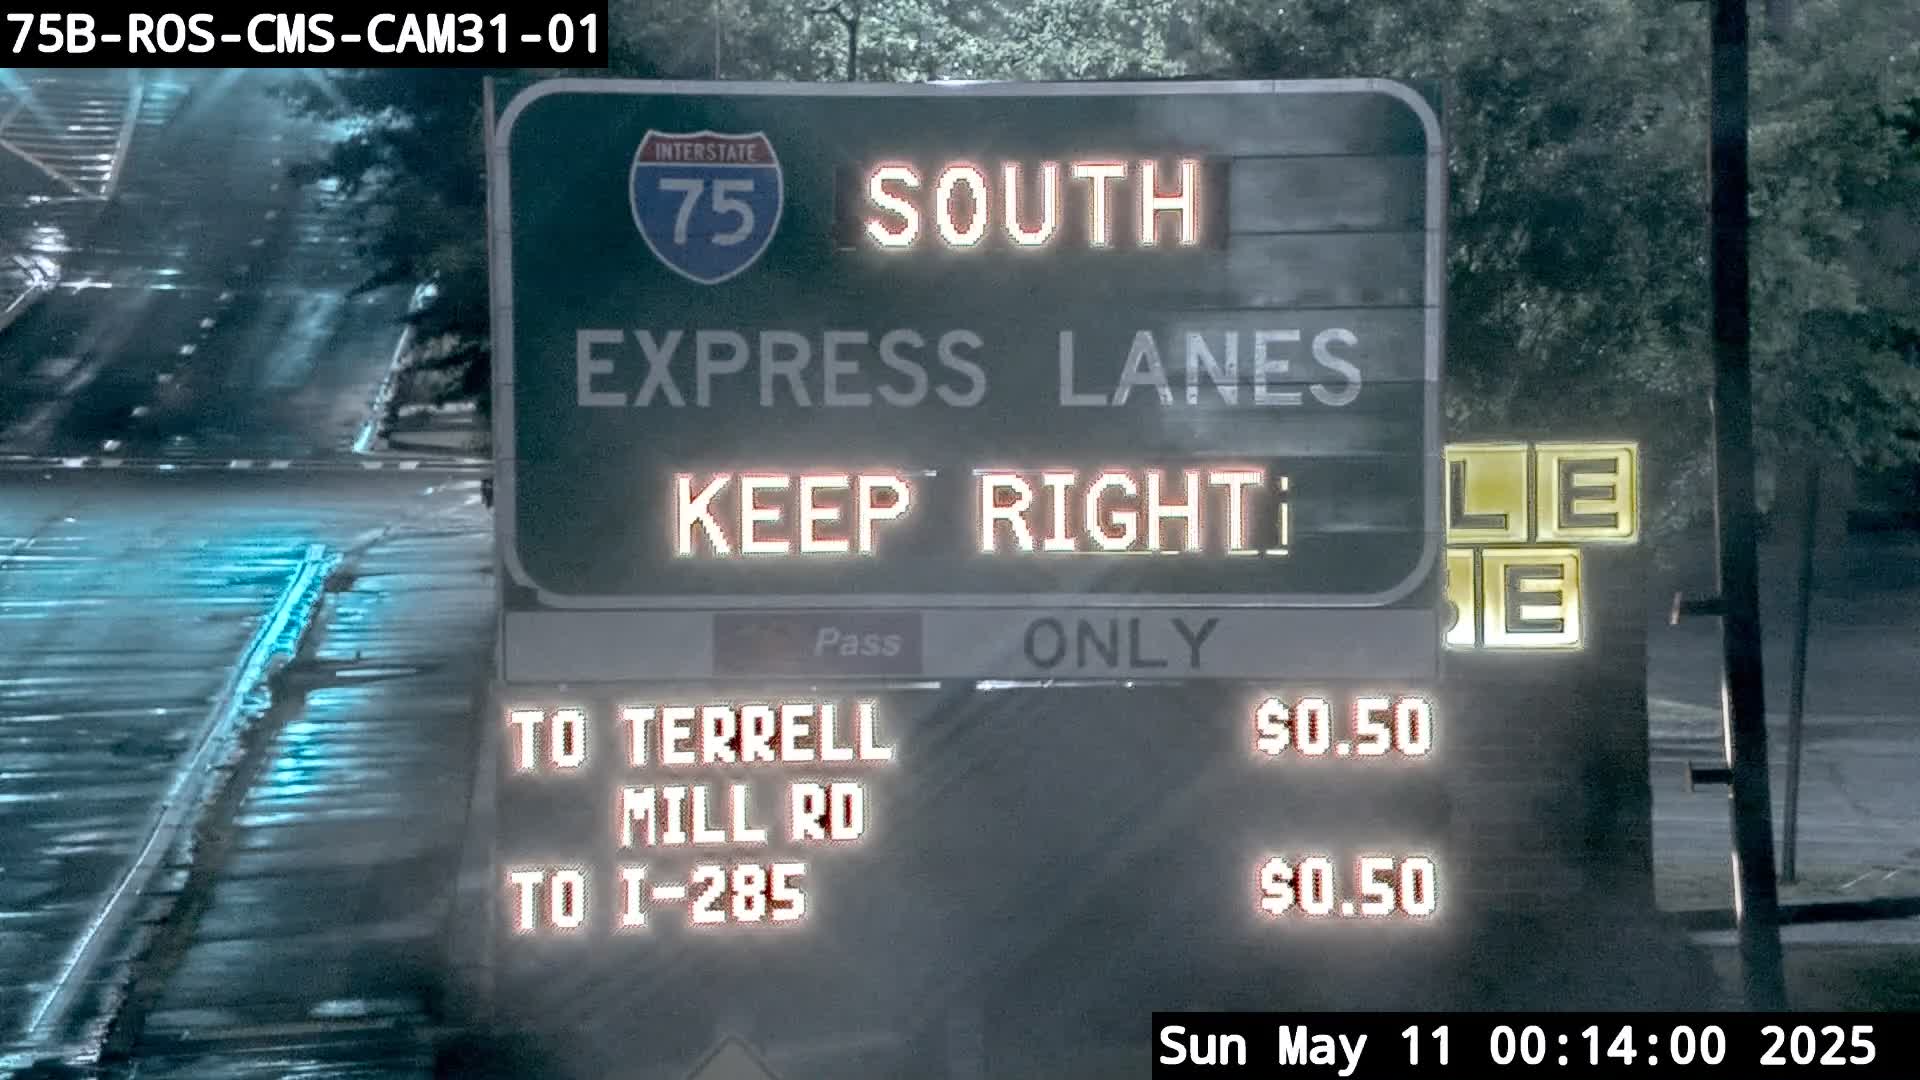 75B-ROS-CMS-CAM31-01
INTERSTATE
75
SOUTH
EXPRESS LANES
KEEP RIGHT
Pass ONLY
TO TERRELL $0.50
MILL RD
TO I-285 $0.50
LE
E
Sun May 11 00:14:00 2025